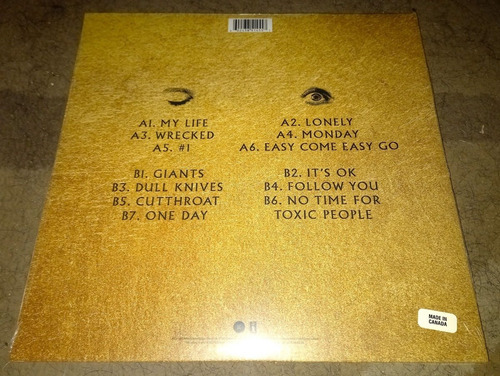 A1. MY LIFE
A3. WRECKED
A5. #1
A2. LONELY
A4. MONDAY
A6. EASY COME EASY GO
B1. GIANTS
B3. DULL KNIVES
B5. CUTTHROAT
B7. ONE DAY
B2. IT'S OK
B4. FOLLOW YOU
B6. NO TIME FOR
TOXIC PEOPLE
MADE IN
CANADA